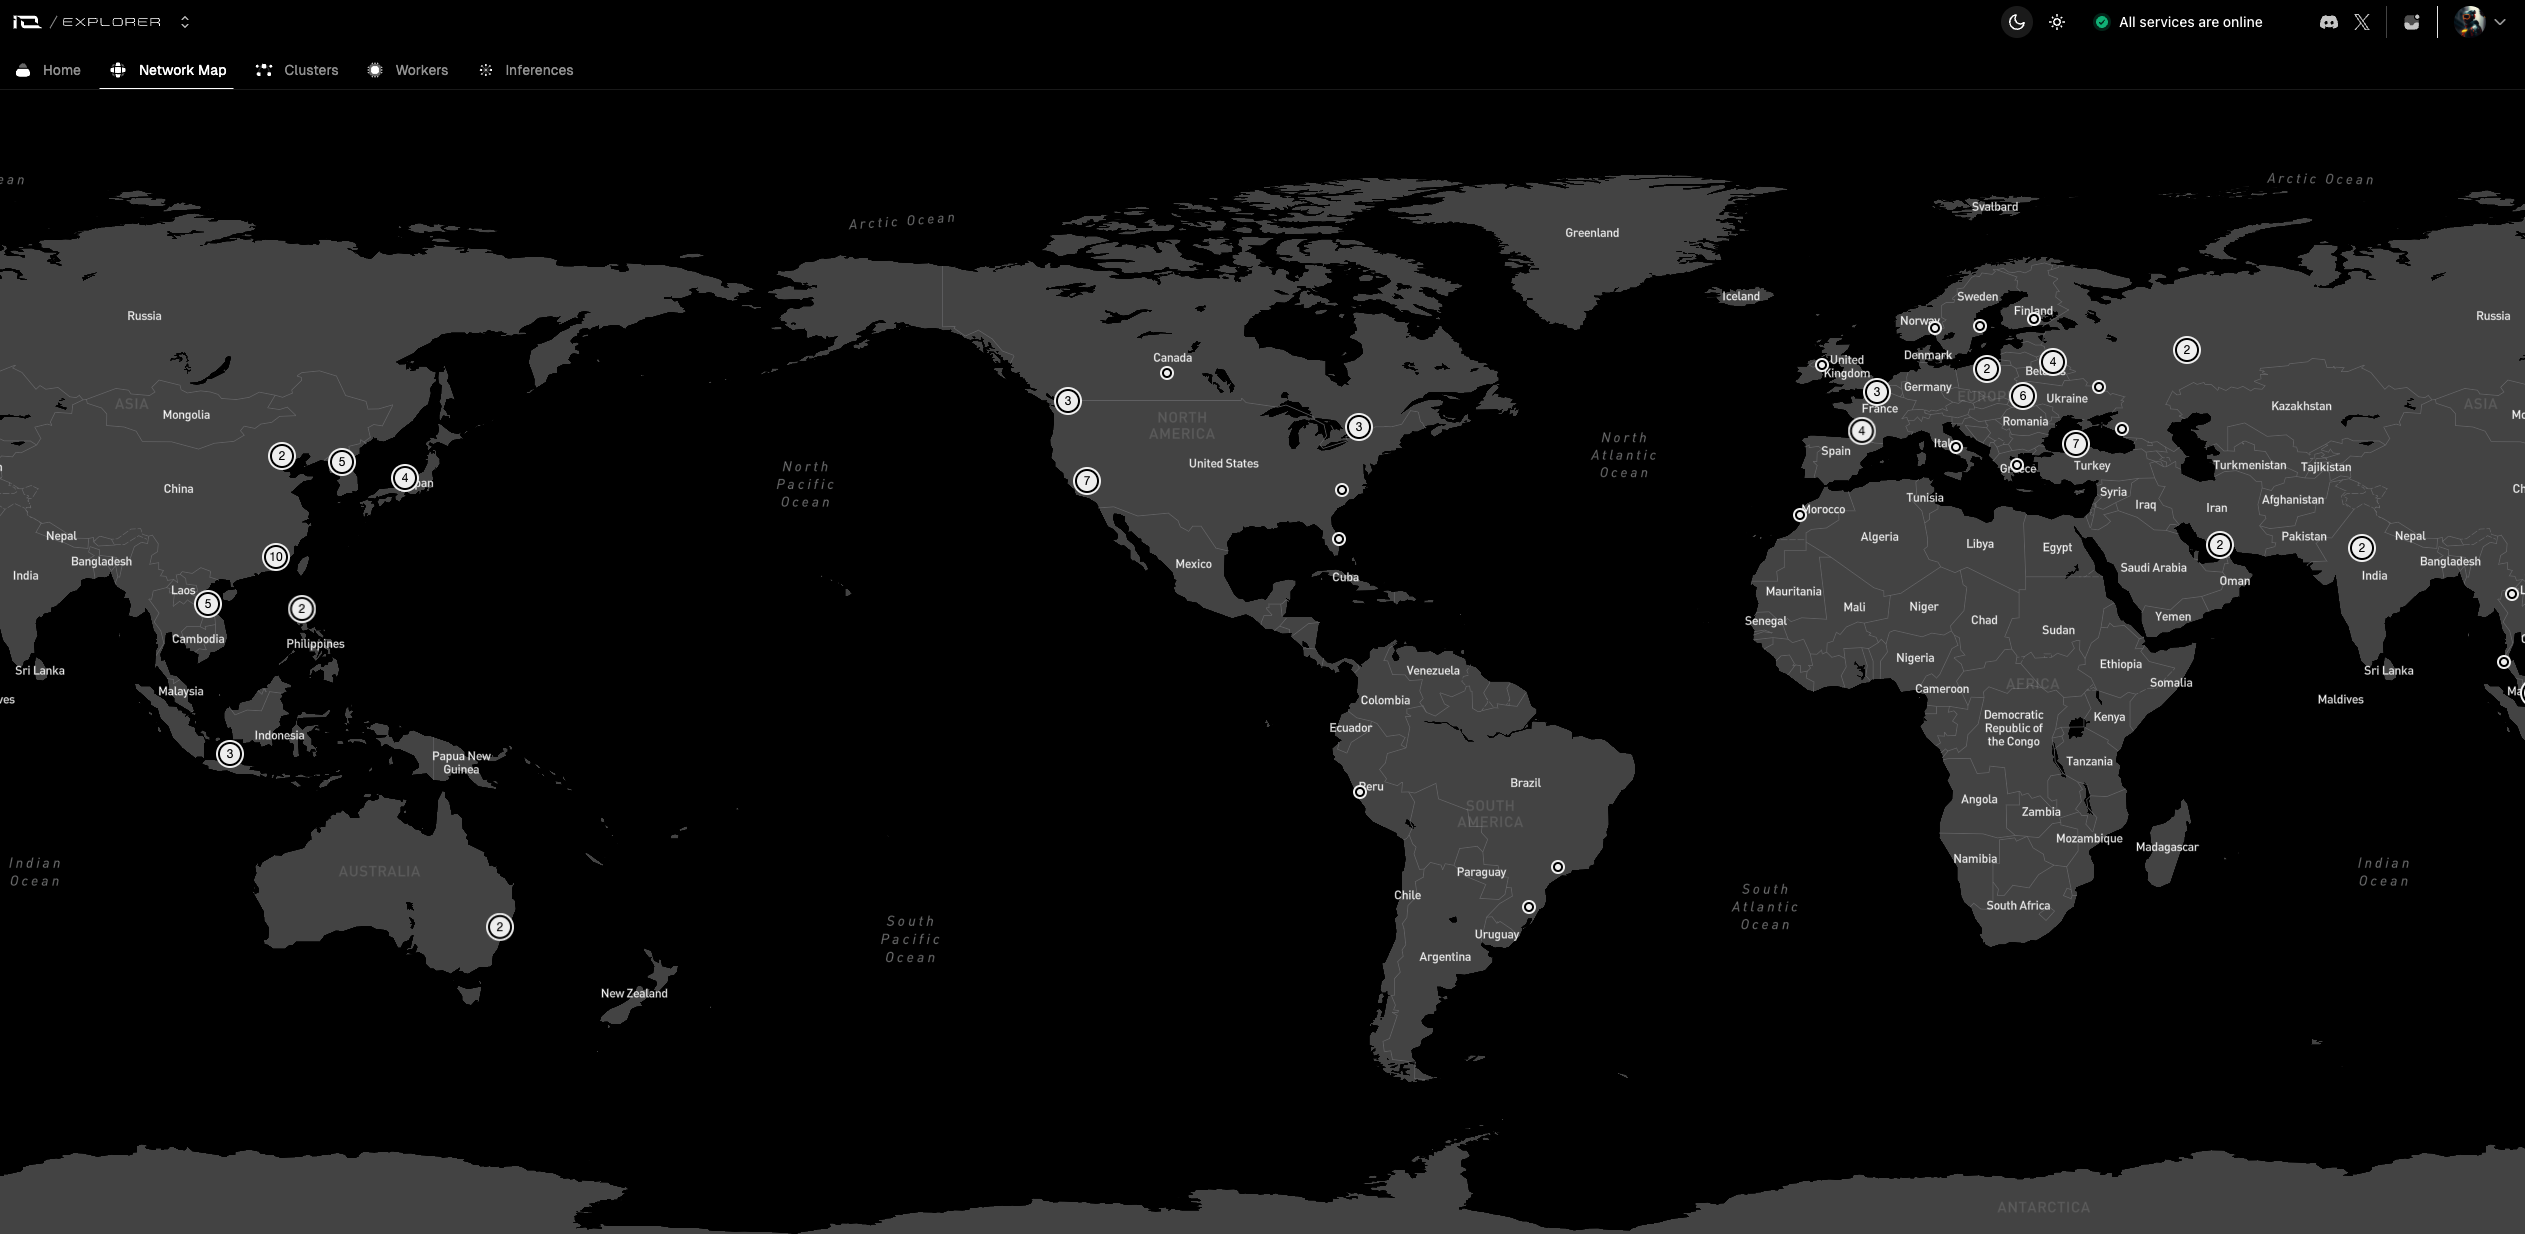 iO / EXPLORER
All services are online
Home
Network Map
Clusters
Workers
Inferences
ean
Arctic Ocean
Arctic Ocean
Svalbard
Greenland
Iceland
Sweden
Finland
Norway
Russia
Russia
Canada
United
Kingdom
Denmark
2
4
2
Germany
3
3
6
Ukraine
EUROP
France
ASIA
Mongolia
Kazakhstan
ASIA
Mo
NORTH
AMERICA
3
4
Romania
7
Italy
Spain
North
Atlantic
Ocean
2
5
4
pan
North
Pacific
Ocean
United States
7
Greece
Turkey
Turkmenistan
Tajikistan
China
Ch
Tunisia
Syria
Iraq
Iran
Afghanistan
Morocco
Nepal
Algeria
Libya
Egypt
Pakistan
Nepal
2
2
10
Bangladesh
Mexico
Saudi Arabia
Bangladesh
India
Cuba
Oman
India
Laos
5
2
Mauritania
Mali
Niger
Chad
Yemen
Senegal
Sudan
Cambodia
Philippines
Nigeria
Ethiopia
Sri Lanka
Venezuela
Sri Lanka
Malaysia
Cameroon
AFRICA
Somalia
Ma
ves
Colombia
Maldives
Democratic
Republic of
the Congo
Kenya
Ecuador
Indonesia
3
Papua New
Guinea
Tanzania
Peru
Brazil
SOUTH
AMERICA
Angola
Zambia
Mozambique
Madagascar
Indian
Ocean
AUSTRALIA
Paraguay
Namibia
Indian
Ocean
Chile
South
Atlantic
Ocean
South Africa
2
South
Pacific
Ocean
Uruguay
Argentina
New Zealand
ANTARCTICA